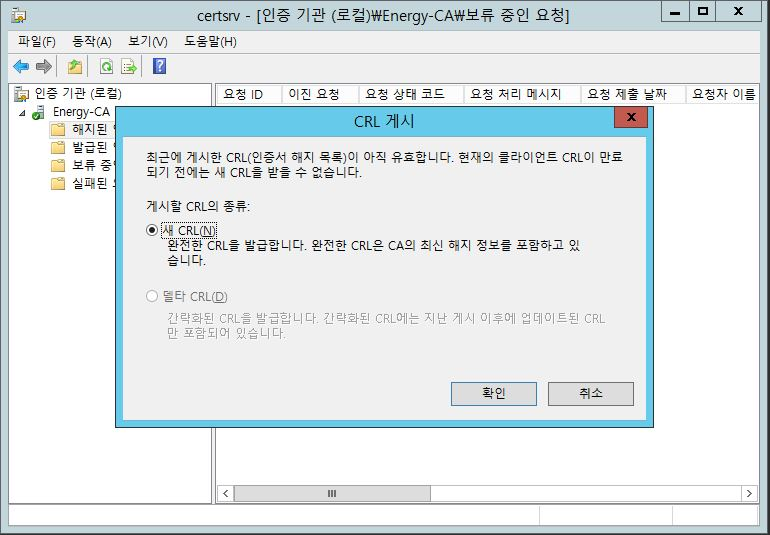 certsrv - [인증 기관 (로컬)₩Energy-CA₩보류 중인 요청]
파일(F) 동작(A) 보기(V) 도움말(H)
인증 기관 (로컬)
Energy-CA
해지된
발급된
보류 중
실패된
요청 ID 이진 요청 요청 상태 코드 요청 처리 메시지 요청 제출 날짜 요청자 이름
CRL 게시
최근에 게시한 CRL(인증서 해지 목록)이 아직 유효합니다. 현재의 클라이언트 CRL이 만료
되기 전에는 새 CRL을 받을 수 없습니다.
게시할 CRL의 종류:
새 CRL(N)
완전한 CRL을 발급합니다. 완전한 CRL은 CA의 최신 해지 정보를 포함하고 있
습니다.
델타 CRL(D)
간략화된 CRL을 발급합니다. 간략화된 CRL에는 지난 게시 이후에 업데이트된 CRL
만 포함되어 있습니다.
확인 취소